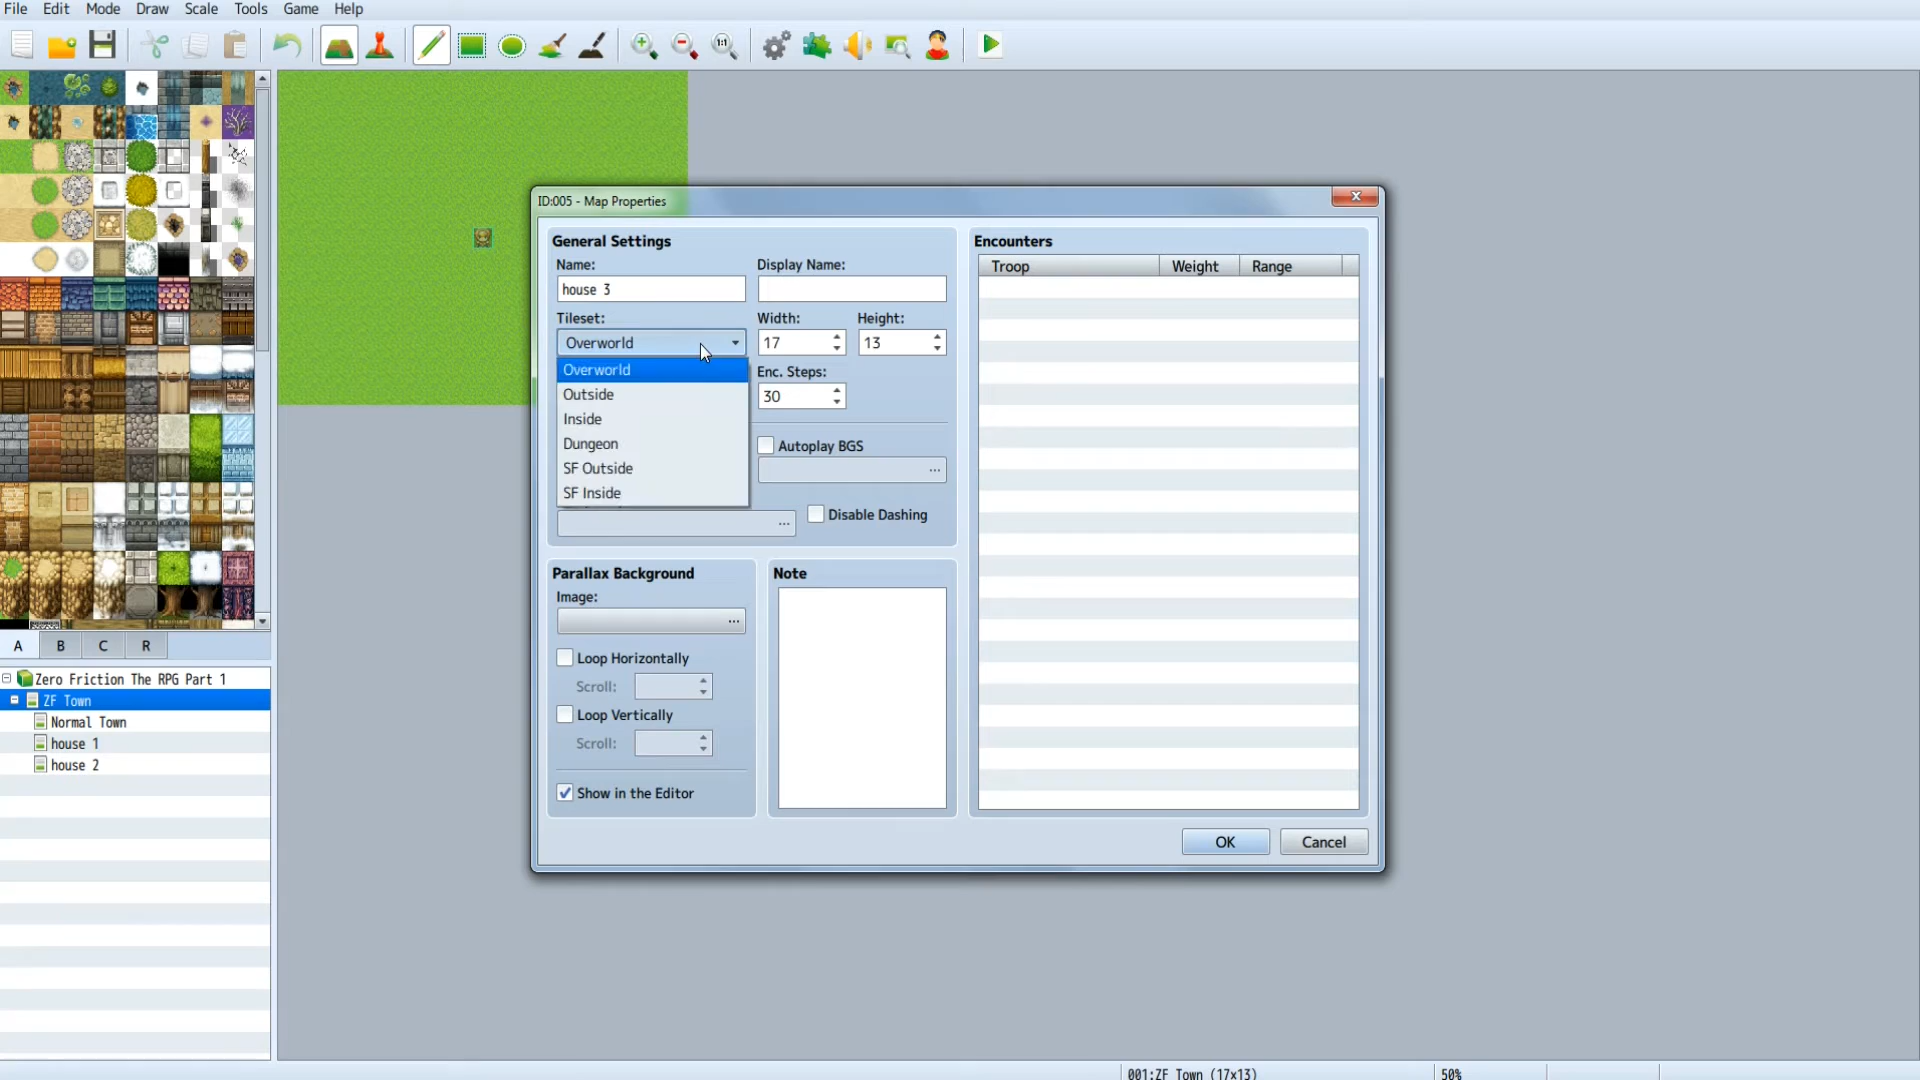 File Edit Mode Draw Scale Tools Game Help
1:1
ID:005 - Map Properties
General Settings
Name:
Display Name:
house 3
Tileset:
Width:
Height:
Overworld
17
13
Overworld
Outside
Inside
Dungeon
SF Outside
SF Inside
Enc. Steps:
30
Autoplay BGS
...
...
Disable Dashing
Parallax Background
Image:
...
Loop Horizontally
Scroll:
Loop Vertically
Scroll:
Show in the Editor
Note
Encounters
Troop Weight Range
OK
Cancel
A B C R
Zero Friction The RPG Part 1
ZF Town
Normal Town
house 1
house 2
001:ZF Town (17x13)
50%